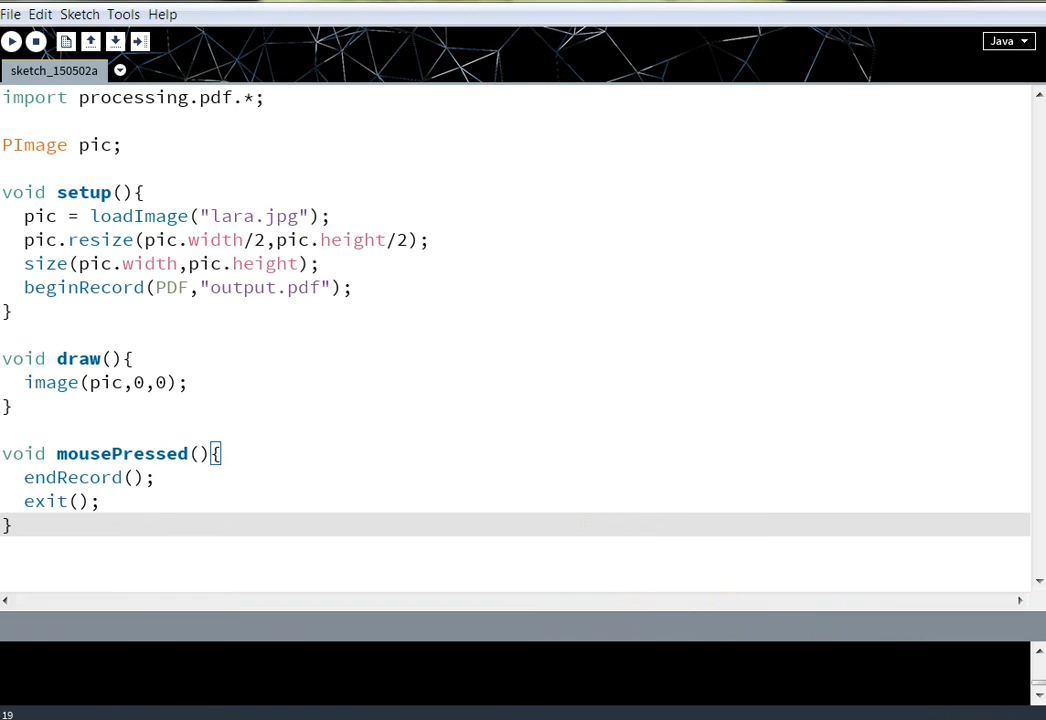 File Edit Sketch Tools Help
Java
sketch_150502a
import processing.pdf.*;
PImage pic;
void setup(){
  pic = loadImage("lara.jpg");
  pic.resize(pic.width/2,pic.height/2);
  size(pic.width,pic.height);
  beginRecord(PDF,"output.pdf");
}
void draw(){
  image(pic,0,0);
}
void mousePressed(){
  endRecord();
  exit();
}
19